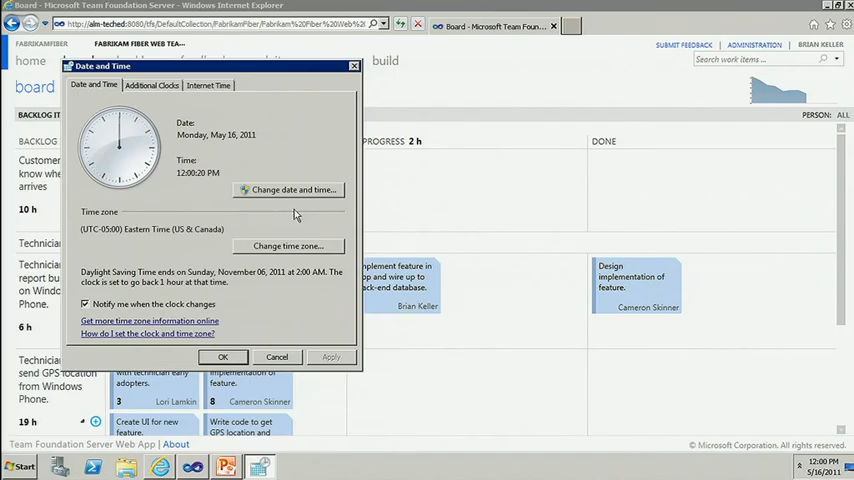 Board - Microsoft Team Foundation Server - Windows Internet Explorer
http://alm-teched:8080/tfs/DefaultCollection/Fabrikam%20Fiber%20Web%
Board - Microsoft Team Foun...
FABRIKAMFIBER
FABRIKAM FIBER WEB TEA...
SUBMIT FEEDBACK
ADMINISTRATION
BRIAN KELLER
home
build
Search work items...
board
Date and Time
Date and Time
Additional Clocks
Internet Time
Date:
Monday, May 16, 2011
Time:
12:00:20 PM
Change date and time...
Time zone
(UTC-05:00) Eastern Time (US & Canada)
Change time zone...
Daylight Saving Time ends on Sunday, November 06, 2011 at 2:00 AM. The
clock is set to go back 1 hour at that time.
Notify me when the clock changes
Get more time zone information online
How do I set the clock and time zone?
OK
Cancel
Apply
BACKLOG IT
PERSON: ALL
BACKLOG
PROGRESS 2 h
DONE
Customer
know whe
arrives
10 h
Technician
Technician
report bu
on Window
Phone.
6 h
mplement feature in
p and wire up to
ack-end database.
Brian Keller
Design
implementation of
feature.
Cameron Skinner
Technician
send GPS
location from
Windows
Phone.
19 h
early
adopters.
3
Lori Lamkin
implementation of
feature.
8
Cameron Skinner
Create UI for new
feature.
Write code to get
GPS location and
Team Foundation Server Web App
About
© Microsoft Corporation. All rights reserved.
Start
12:00 PM
5/16/2011